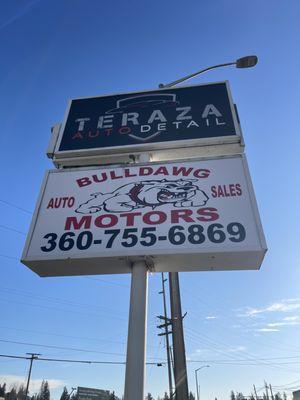 TERAZA
AUTO DETAIL
BULLDAWG
AUTO SALES
MOTORS
360-755-6869